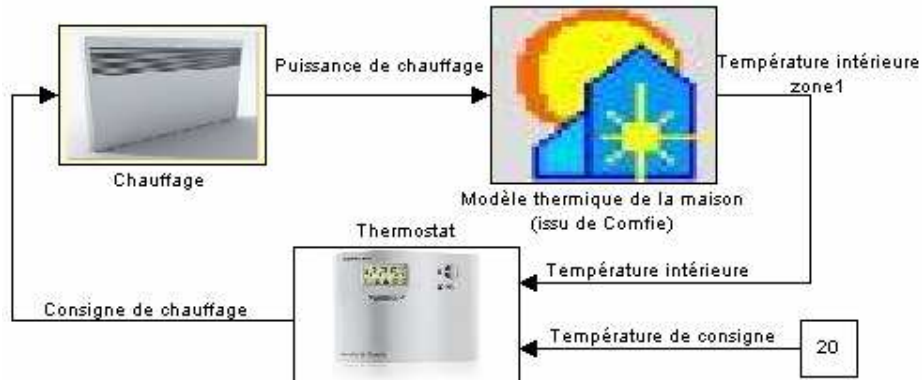 Puissance de chauffage
Température intérieure
zone1
Chauffage
Modèle thermique de la maison
(issu de Comfie)
Thermostat
Température intérieure
Consigne de chauffage
Température de consigne
20